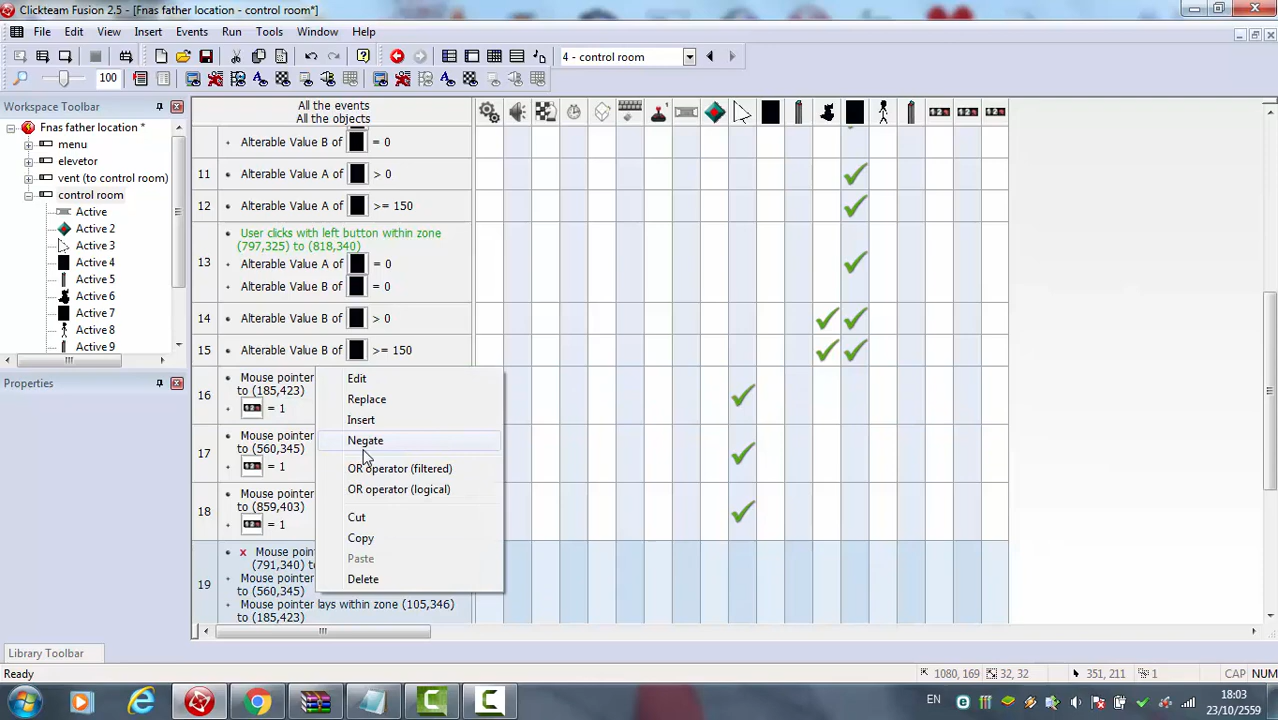 Clickteam Fusion 2.5 - [Fnas father location - control room*]
File Edit View Insert Events Run Tools Window Help
4 - control room
100
Workspace Toolbar
Fnas father location *
menu
elevetor
vent (to control room)
control room
Active
Active 2
Active 3
Active 4
Active 5
Active 6
Active 7
Active 8
Active 9
Properties
Library Toolbar
All the events
All the objects
Alterable Value B of = 0
11 Alterable Value A of > 0
12 Alterable Value A of >= 150
User clicks with left button within zone
(797,325) to (818,340)
13 Alterable Value A of = 0
Alterable Value B of = 0
14 Alterable Value B of > 0
15 Alterable Value B of >= 150
Mouse pointer
to (185,423)
16
= 1
Mouse pointer
to (560,345)
17
= 1
Mouse pointer
to (859,403)
18
= 1
X Mouse poin
(791,340) to
19
Mouse pointer
(560,345)
Mouse pointer lays within zone (105,346) to
(185,423)
Edit
Replace
Insert
Negate
OR operator (filtered)
OR operator (logical)
Cut
Copy
Paste
Delete
Ready
1080, 169
32, 32
351, 211
1
CAP NUM
EN
18:03
23/10/2559